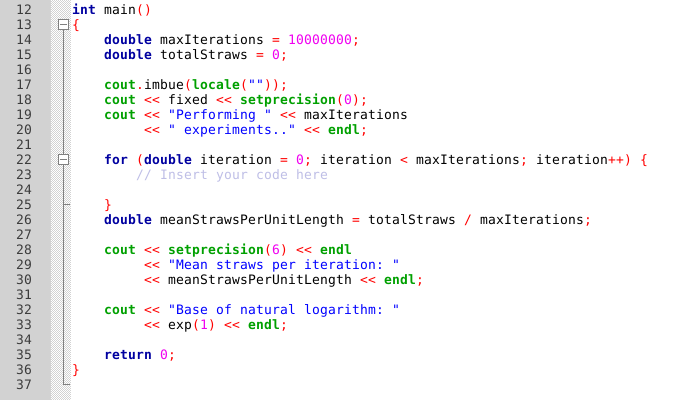 12 int main()
13 {
14     double maxIterations = 10000000;
15     double totalStraws = 0;
16
17     cout.imbue(locale(""));
18     cout << fixed << setprecision(0);
19     cout << "Performing " << maxIterations
20          << " experiments.." << endl;
21
22     for (double iteration = 0; iteration < maxIterations; iteration++) {
23         // Insert your code here
24
25     }
26     double meanStrawsPerUnitLength = totalStraws / maxIterations;
27
28     cout << setprecision(6) << endl
29          << "Mean straws per iteration: "
30          << meanStrawsPerUnitLength << endl;
31
32     cout << "Base of natural logarithm: "
33          << exp(1) << endl;
34
35     return 0;
36 }
37